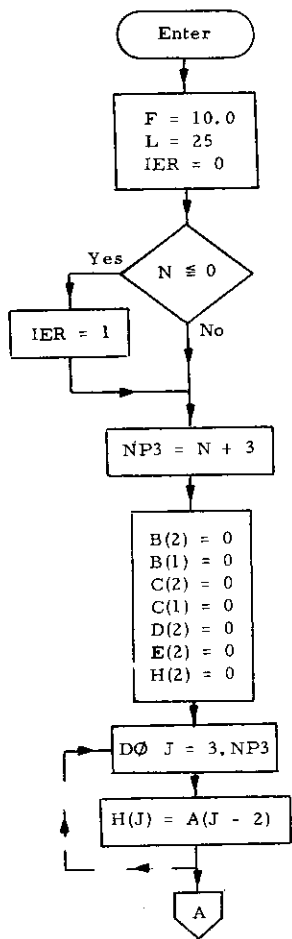 Enter
F = 10.0
L = 25
IER = 0
N ≦ 0
Yes
No
IER = 1
NP3 = N + 3
B(2) = 0
B(1) = 0
C(2) = 0
C(1) = 0
D(2) = 0
E(2) = 0
H(2) = 0
DØ J = 3, NP3
H(J) = A(J - 2)
A